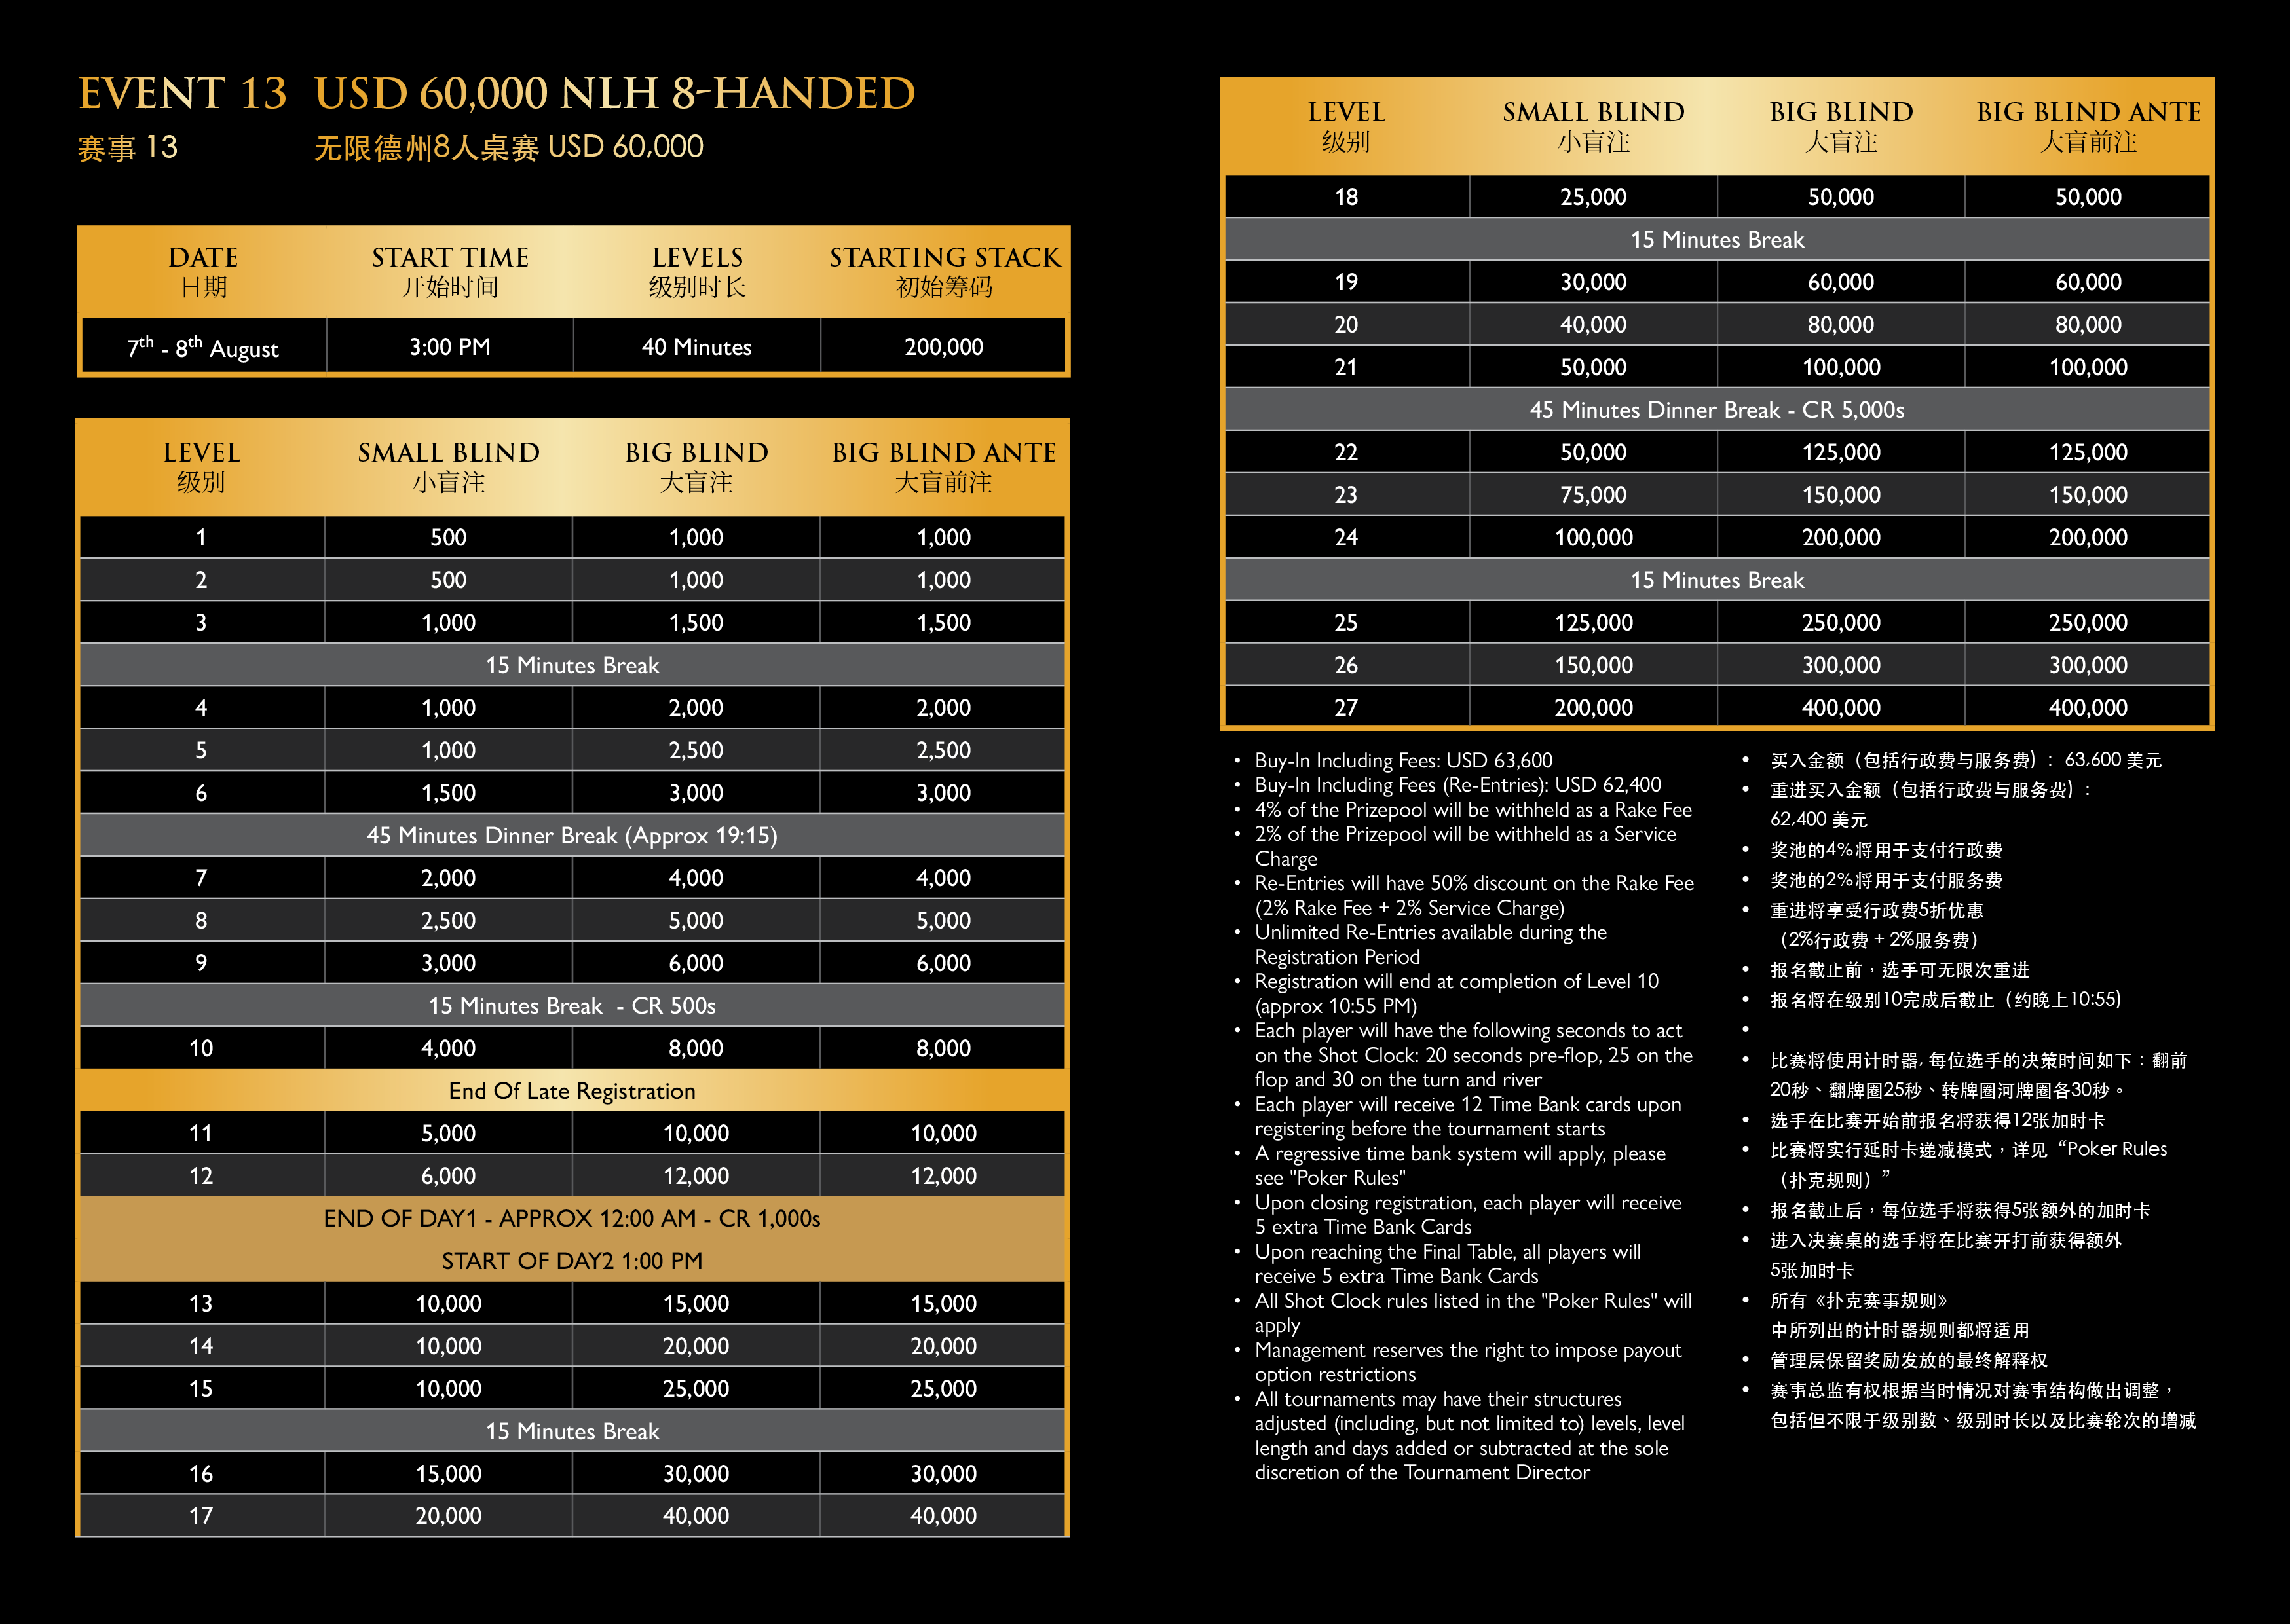 EVENT 13 USD 60,000 NLH 8-HANDED
赛事 13 无限德州8人桌赛 USD 60,000
DATE START TIME LEVELS STARTING STACK
日期 开始时间 级别时长 初始筹码
7th - 8th August 3:00 PM 40 Minutes 200,000
LEVEL SMALL BLIND BIG BLIND BIG BLIND ANTE
级别 小盲注 大盲注 大盲前注
1 500 1,000 1,000
2 500 1,000 1,000
3 1,000 1,500 1,500
15 Minutes Break
4 1,000 2,000 2,000
5 1,000 2,500 2,500
6 1,500 3,000 3,000
45 Minutes Dinner Break (Approx 19:15)
7 2,000 4,000 4,000
8 2,500 5,000 5,000
9 3,000 6,000 6,000
15 Minutes Break - CR 500s
10 4,000 8,000 8,000
End Of Late Registration
11 5,000 10,000 10,000
12 6,000 12,000 12,000
END OF DAY1 - APPROX 12:00 AM - CR 1,000s
START OF DAY2 1:00 PM
13 10,000 15,000 15,000
14 10,000 20,000 20,000
15 10,000 25,000 25,000
15 Minutes Break
16 15,000 30,000 30,000
17 20,000 40,000 40,000
LEVEL SMALL BLIND BIG BLIND BIG BLIND ANTE
级别 小盲注 大盲注 大盲前注
18 25,000 50,000 50,000
15 Minutes Break
19 30,000 60,000 60,000
20 40,000 80,000 80,000
21 50,000 100,000 100,000
45 Minutes Dinner Break - CR 5,000s
22 50,000 125,000 125,000
23 75,000 150,000 150,000
24 100,000 200,000 200,000
15 Minutes Break
25 125,000 250,000 250,000
26 150,000 300,000 300,000
27 200,000 400,000 400,000
• Buy-In Including Fees: USD 63,600
• Buy-In Including Fees (Re-Entries): USD 62,400
• 4% of the Prizepool will be withheld as a Rake Fee
• 2% of the Prizepool will be withheld as a Service
Charge
• Re-Entries will have 50% discount on the Rake Fee
(2% Rake Fee + 2% Service Charge)
• Unlimited Re-Entries available during the
Registration Period
• Registration will end at completion of Level 10
(approx 10:55 PM)
• Each player will have the following seconds to act
on the Shot Clock: 20 seconds pre-flop, 25 on the
flop and 30 on the turn and river
• Each player will receive 12 Time Bank cards upon
registering before the tournament starts
• A regressive time bank system will apply, please
see "Poker Rules"
• Upon closing registration, each player will receive
5 extra Time Bank Cards
• Upon reaching the Final Table, all players will
receive 5 extra Time Bank Cards
• All Shot Clock rules listed in the "Poker Rules" will
apply
• Management reserves the right to impose payout
option restrictions
• All tournaments may have their structures
adjusted (including, but not limited to) levels, level
length and days added or subtracted at the sole
discretion of the Tournament Director
• 买入金额（包括行政费与服务费）：63,600 美元
• 重进买入金额（包括行政费与服务费）：
62,400 美元
• 奖池的4%将用于支付行政费
• 奖池的2%将用于支付服务费
• 重进将享受行政费5折优惠
（2%行政费 + 2%服务费）
• 报名截止前，选手可无限次重进
• 报名将在级别10完成后截止（约晚上10:55）
•
• 比赛将使用计时器, 每位选手的决策时间如下：翻前
20秒、翻牌圈25秒、转牌圈河牌圈各30秒。
• 选手在比赛开始前报名将获得12张加时卡
• 比赛将实行延时卡递减模式，详见“Poker Rules
（扑克规则）”
• 报名截止后，每位选手将获得5张额外的加时卡
• 进入决赛桌的选手将在比赛开打前获得额外
5张加时卡
• 所有《扑克赛事规则》
中所列出的计时器规则都将适用
• 管理层保留奖励发放的最终解释权
• 赛事总监有权根据当时情况对赛事结构做出调整，
包括但不限于级别数、级别时长以及比赛轮次的增减